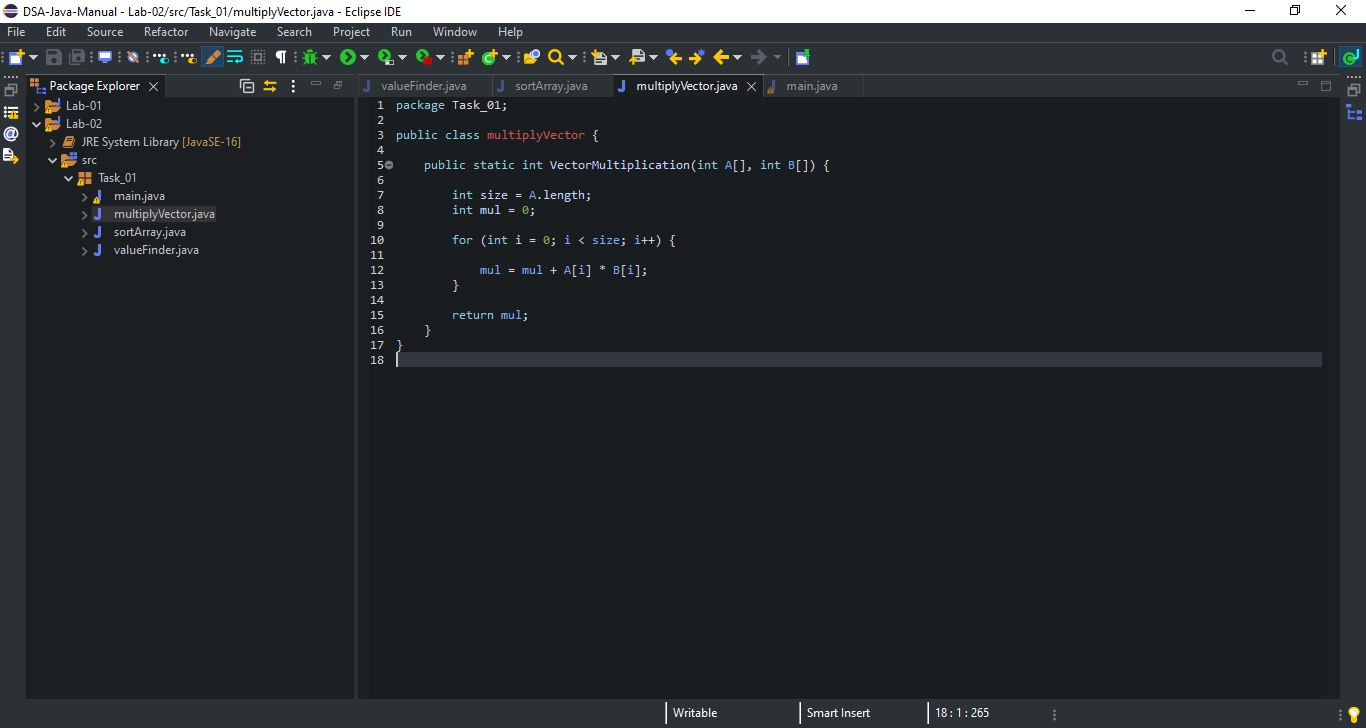 DSA-Java-Manual - Lab-02/src/Task_01/multiplyVector.java - Eclipse IDE
File Edit Source Refactor Navigate Search Project Run Window Help
Package Explorer
Lab-01
Lab-02
JRE System Library [JavaSE-16]
src
Task_01
main.java
multiplyVector.java
sortArray.java
valueFinder.java
valueFinder.java sortArray.java multiplyVector.java main.java
1 package Task_01;
2
3 public class multiplyVector {
4
5 public static int VectorMultiplication(int A[], int B[]) {
6
7 int size = A.length;
8 int mul = 0;
9
10 for (int i = 0; i < size; i++) {
11
12 mul = mul + A[i] * B[i];
13 }
14
15 return mul;
16 }
17 }
18
Writable Smart Insert 18 : 1 : 265